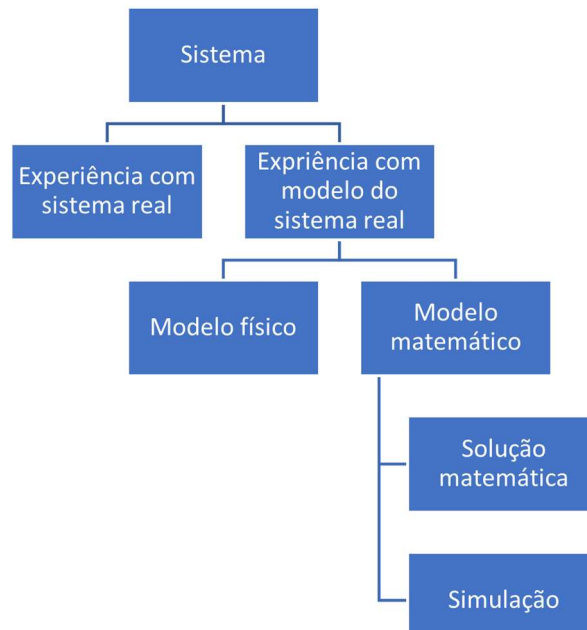 Sistema
Experiência com
sistema real
Expriência com
modelo do
sistema real
Modelo físico
Modelo
matemático
Solução
matemática
Simulação